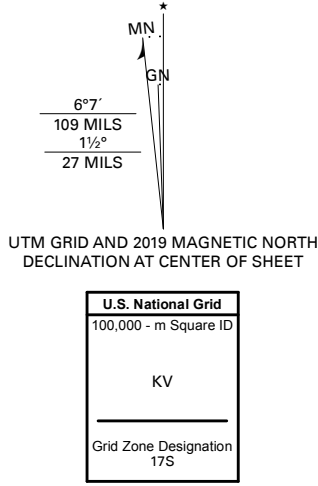 ★
MN
GN
6°7´
109 MILS
1½°
27 MILS
UTM GRID AND 2019 MAGNETIC NORTH
DECLINATION AT CENTER OF SHEET
U.S. National Grid
100,000 - m Square ID
KV
Grid Zone Designation
17S